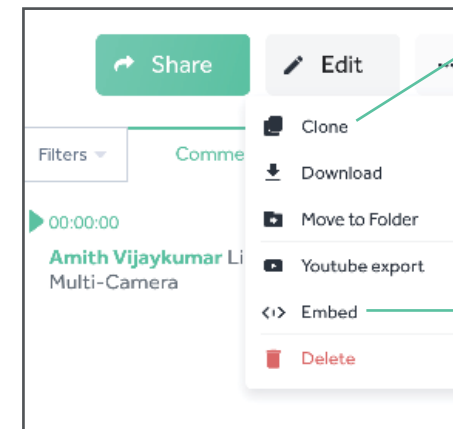 Share
Edit
...
Filters
Comme
00:00:00
Amith Vijaykumar Li
Multi-Camera
Clone
Download
Move to Folder
Youtube export
Embed
Delete